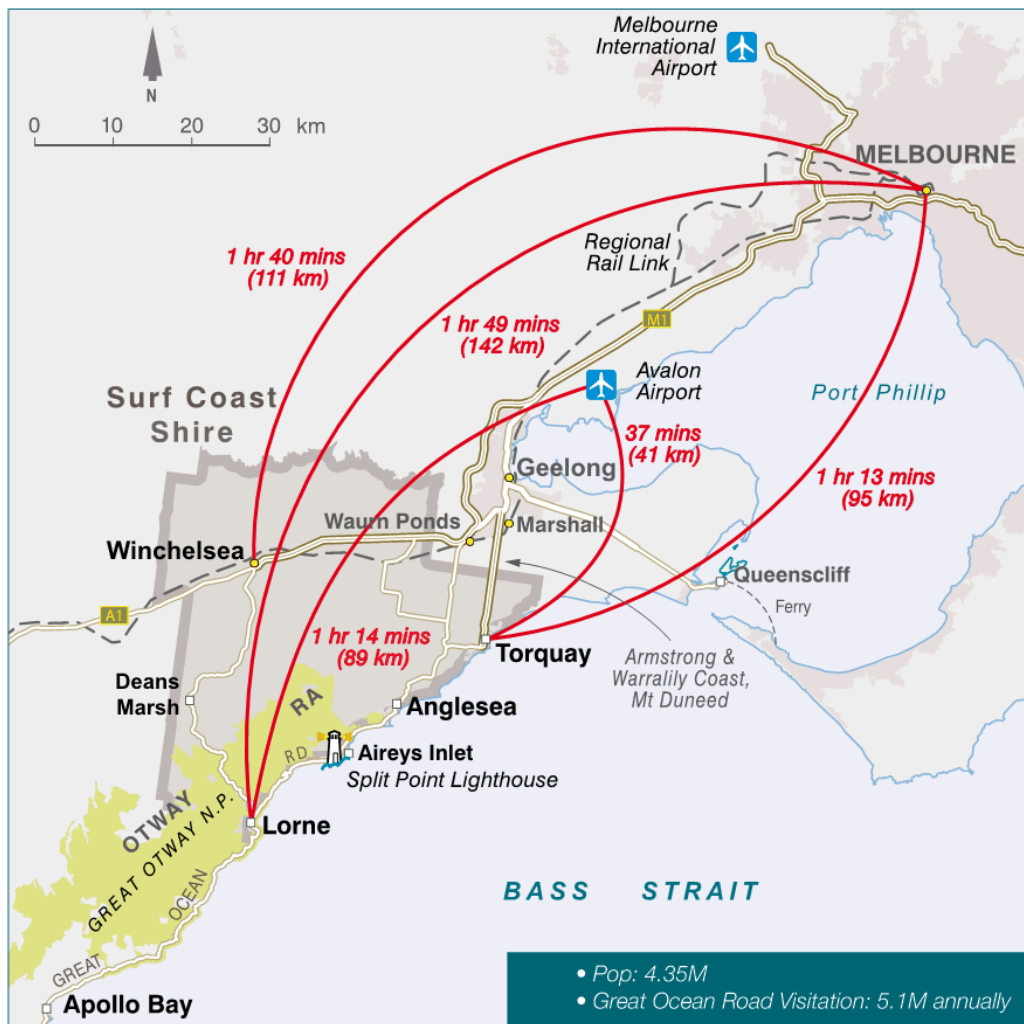 Melbourne
International
Airport
N
0 10 20 30 km
MELBOURNE
1 hr 40 mins
(111 km)
Regional
Rail Link
1 hr 49 mins
(142 km)
M1
Avalon
Airport
Port Phillip
Surf Coast
Shire
37 mins
(41 km)
Geelong
1 hr 13 mins
(95 km)
Waurn Ponds
Marshall
Winchelsea
Queenscliff
Ferry
A1
1 hr 14 mins
(89 km)
Torquay
Armstrong &
Warralily Coast,
Mt Duneed
Deans
Marsh
RA
Anglesea
RD
Aireys Inlet
Split Point Lighthouse
OTWAY
GREAT OTWAY N.P.
Lorne
OCEAN
BASS STRAIT
GREAT
Apollo Bay
• Pop: 4.35M
• Great Ocean Road Visitation: 5.1M annually